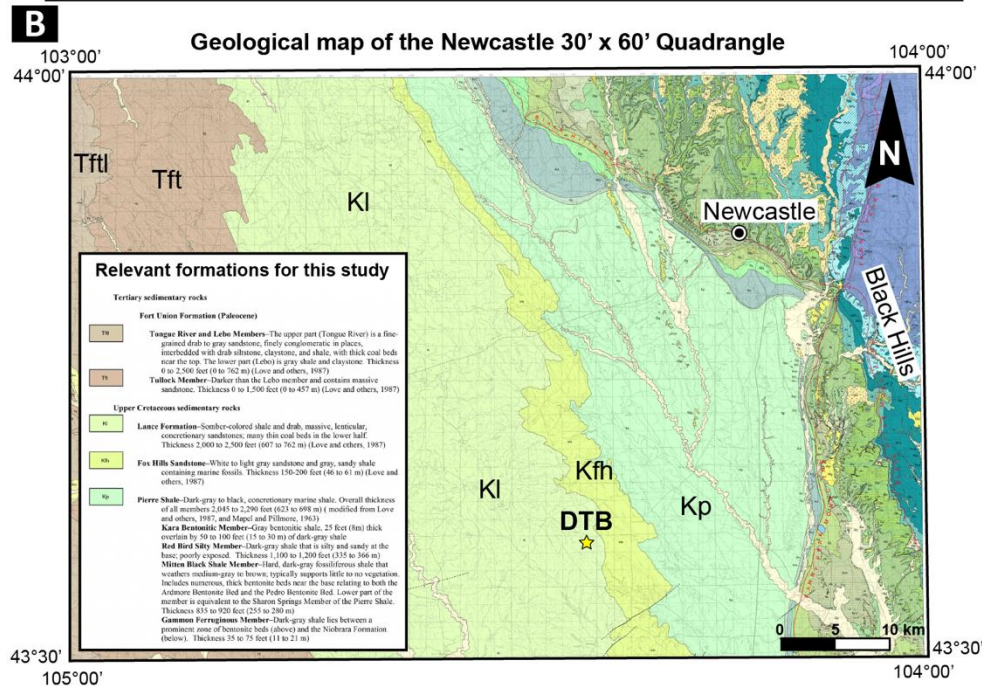 B
Geological map of the Newcastle 30’ x 60’ Quadrangle
103°00'
104°00'
44°00'
44°00'
N
Tftl
Tft
Kl
Newcastle
Black Hills
Relevant formations for this study
Tertiary sedimentary rocks
Fort Union Formation (Paleocene)
Tftl
Tongue River and Lebo Members–The upper part (Tongue River) is a fine-
grained drab to gray sandstone, finely conglomeratic in places,
interbedded with drab siltstone, claystone, and shale, with thick coal beds
near the top. The lower part (Lebo) is gray shale and claystone. Thickness
0 to 2,500 feet (0 to 762 m) (Love and others, 1987)
Tft
Tullock Member–Darker than the Lebo member and contains massive
sandstone. Thickness 0 to 1,500 feet (0 to 457 m) (Love and others, 1987)
Upper Cretaceous sedimentary rocks
Kl
Lance Formation–Somber-colored shale and drab, massive, lenticular,
concretionary sandstones; many thin coal beds in the lower half.
Thickness 2,000 to 2,500 feet (607 to 762 m) (Love and others, 1987)
Kfh
Fox Hills Sandstone–White to light gray sandstone and gray, sandy shale
containing marine fossils. Thickness 150-200 feet (46 to 61 m) (Love and
others, 1987)
Kp
Pierre Shale–Dark-gray to black, concretionary marine shale. Overall thickness
of all members 2,045 to 2,290 feet (623 to 698 m) ( modified from Love
and others, 1987, and Mapel and Pillmore, 1963)
Kara Bentonitic Member–Gray bentonitic shale, 25 feet (8m) thick
overlain by 50 to 100 feet (15 to 30 m) of dark-gray shale
Red Bird Silty Member–Dark-gray shale that is silty and sandy at the
base; poorly exposed. Thickness 1,100 to 1,200 feet (335 to 366 m)
Mitten Black Shale Member–Hard, dark-gray fossiliferous shale that
weathers medium-gray to brown; typically supports little to no vegetation.
Includes numerous, thick bentonite beds near the base relating to both the
Ardmore Bentonite Bed and the Pedro Bentonite Bed. Lower part of the
member is equivalent to the Sharon Springs Member of the Pierre Shale.
Thickness 835 to 920 feet (255 to 280 m)
Gammon Ferruginous Member–Dark-gray shale lies between a
prominent zone of bentonite beds (above) and the Niobrara Formation
(below). Thickness 35 to 75 feet (11 to 21 m)
Kl
Kfh
Kp
DTB
0 5 10 km
43°30'
43°30'
105°00'
104°00'